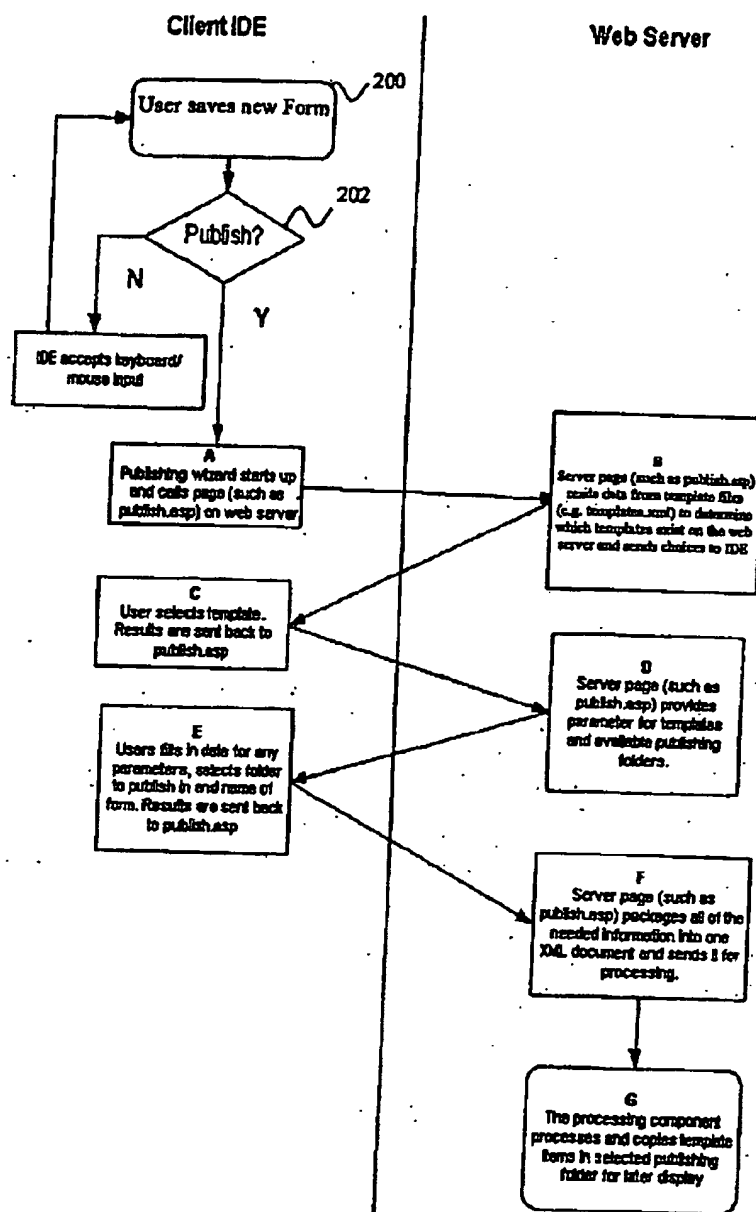 Client IDE
Web Server
200
User saves new Form
202
Publish?
N
Y
IDE accepts keyboard/
mouse input
A
Publishing wizard starts up
and calls page (such as
publish.asp) on web server
B
Server page (such as publish.asp)
reads data from template files
(e.g. templates.xml) to determine
which templates exist on the web
server and sends choices to IDE
C
User selects template.
Results are sent back to
publish.asp
D
Server page (such as
publish.asp) provides
parameter for templates
and available publishing
folders.
E
Users fills in data for any
parameters, selects folder
to publish in and name of
form. Results are sent back
to publish.asp
F
Server page (such as
publish.asp) packages all of the
needed information into one
XML document and sends it for
processing.
G
The processing component
processes and copies template
items in selected publishing
folder for later display